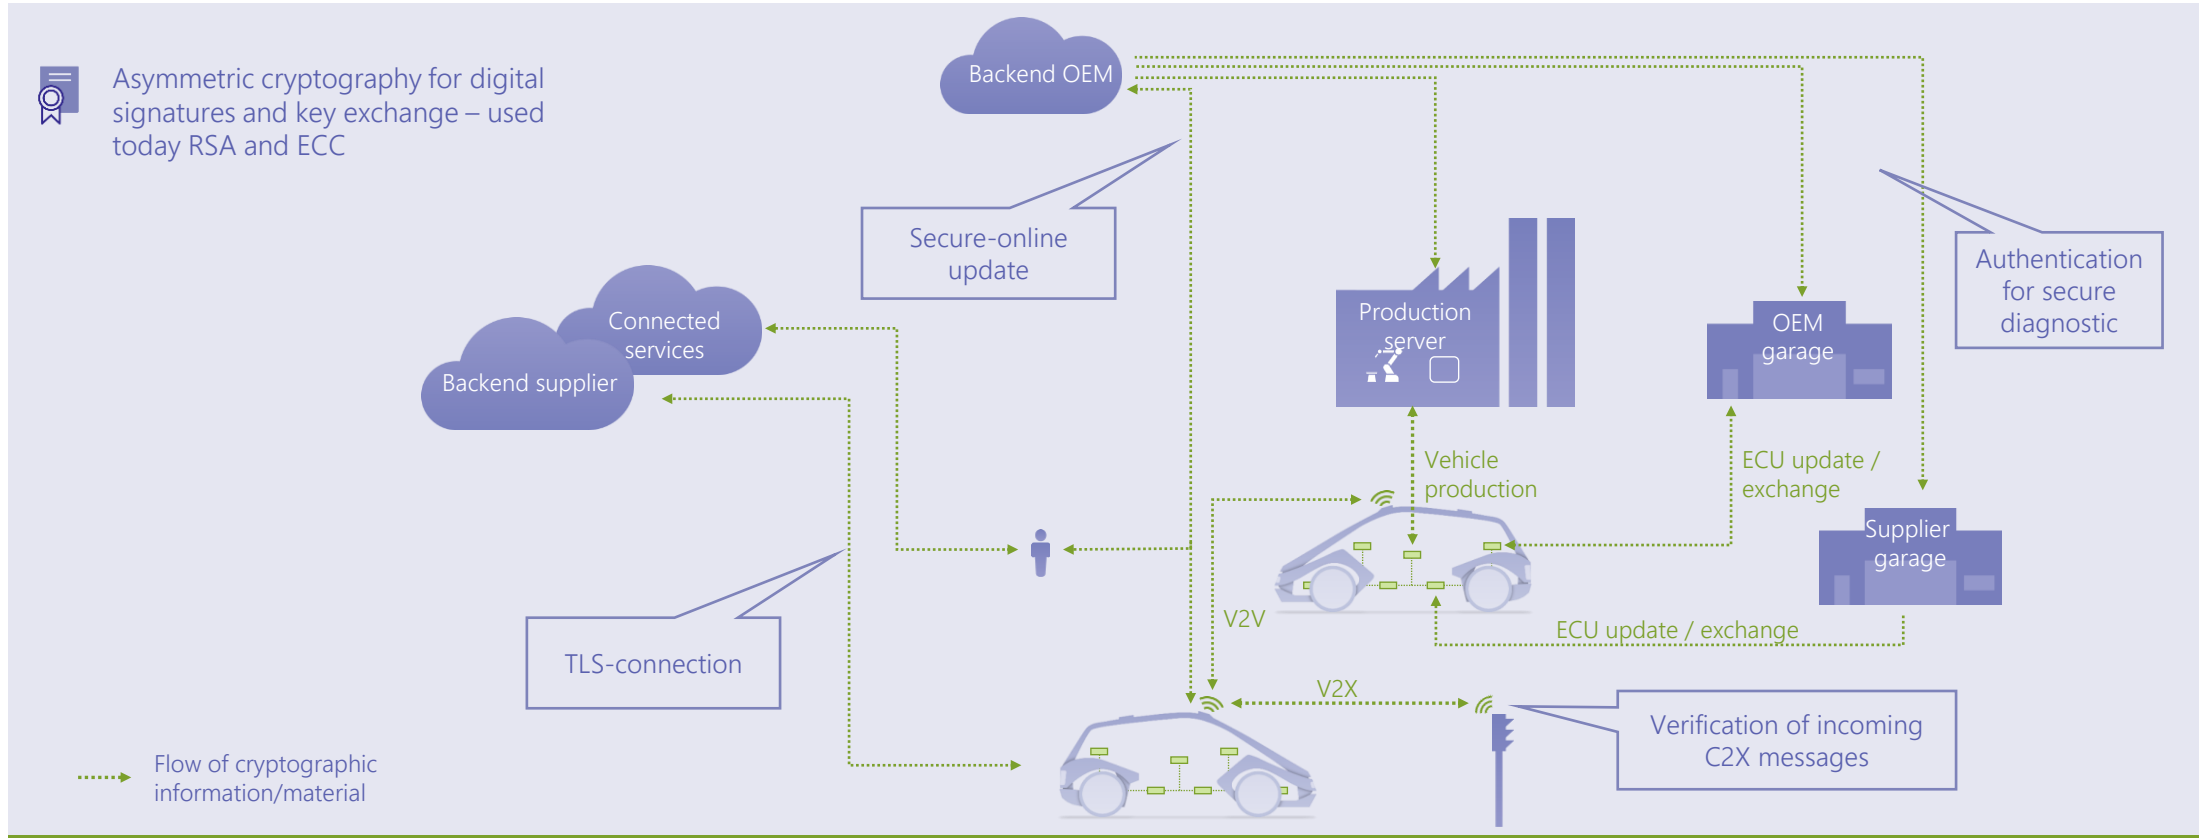 Asymmetric cryptography for digital
signatures and key exchange – used
today RSA and ECC
Backend OEM
Secure-online
update
Authentication
for secure
diagnostic
Connected
services
Backend supplier
Production
server
OEM
garage
Vehicle
production
ECU update /
exchange
Supplier
garage
V2V
ECU update / exchange
TLS-connection
V2X
Verification of incoming
C2X messages
Flow of cryptographic
information/material